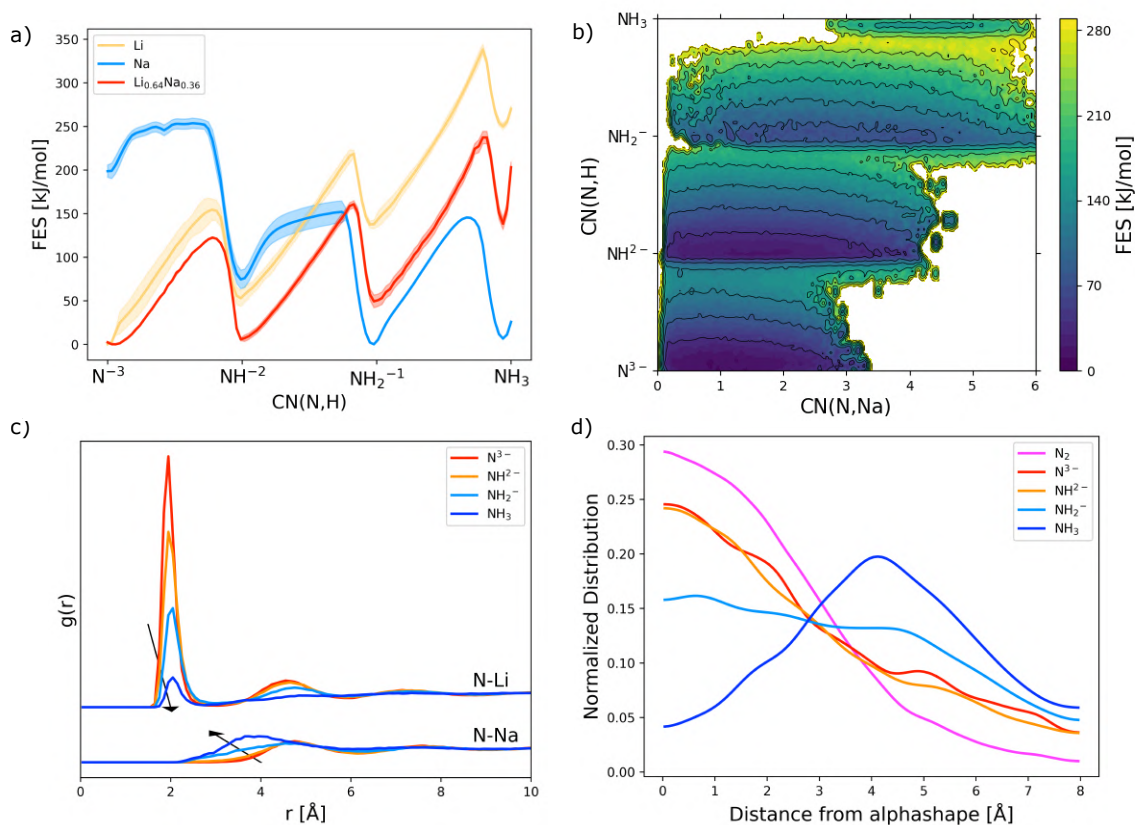 a)
350
300
250
200
150
100
50
0
FES [kJ/mol]
Li
Na
Li₀.₆₄Na₀.₃₆
N⁻³
NH⁻²
NH₂⁻¹
NH₃
CN(N,H)
b)
NH₃
NH₂⁻
NH²⁻
N³⁻
CN(N,H)
0
1
2
3
4
5
6
CN(N,Na)
280
210
140
70
0
FES [kJ/mol]
c)
g(r)
N³⁻
NH²⁻
NH₂⁻
NH₃
N-Li
N-Na
0
2
4
6
8
10
r [Å]
d)
0.30
0.25
0.20
0.15
0.10
0.05
0.00
Normalized Distribution
N₂
N³⁻
NH²⁻
NH₂⁻
NH₃
0
1
2
3
4
5
6
7
8
Distance from alphashape [Å]